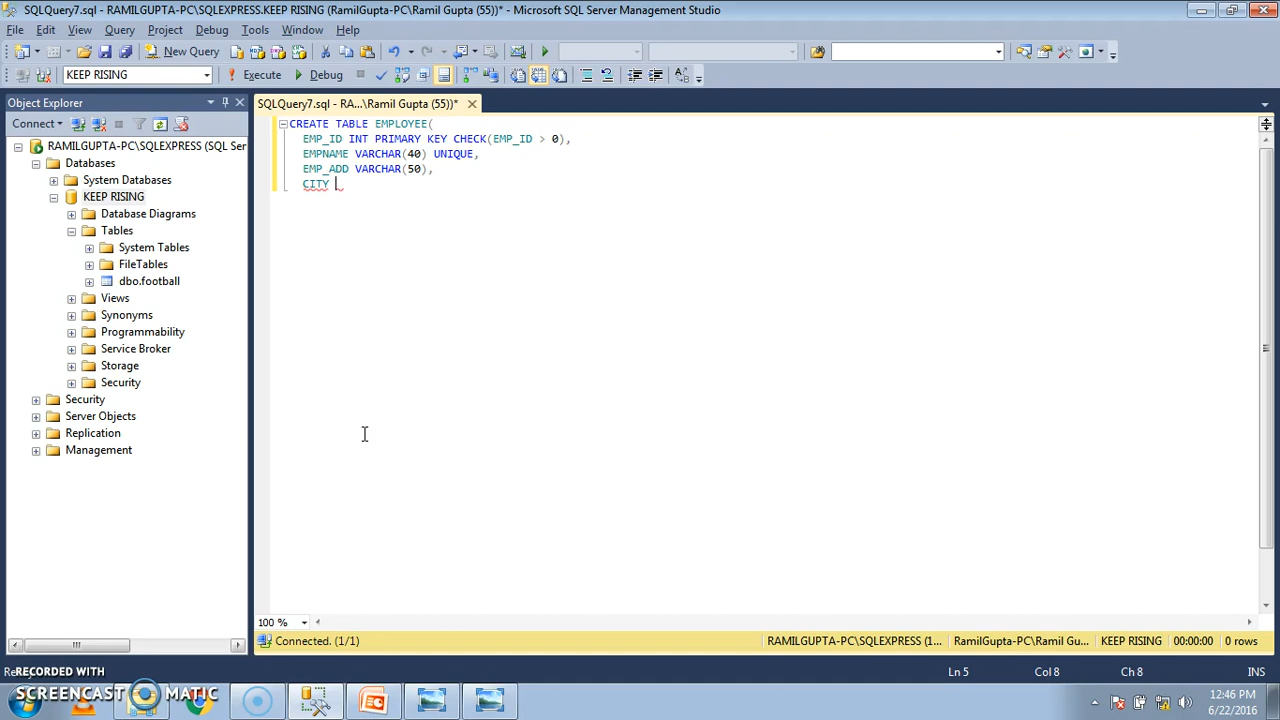 SQLQuery7.sql - RAMILGUPTA-PC\SQLEXPRESS.KEEP RISING (RamilGupta-PC\Ramil Gupta (55))* - Microsoft SQL Server Management Studio
File Edit View Query Project Debug Tools Window Help
New Query
KEEP RISING Execute Debug
Object Explorer
SQLQuery7.sql - RA...\Ramil Gupta (55))*
Connect
RAMILGUPTA-PC\SQLEXPRESS (SQL Ser
Databases
System Databases
KEEP RISING
Database Diagrams
Tables
System Tables
FileTables
dbo.football
Views
Synonyms
Programmability
Service Broker
Storage
Security
Security
Server Objects
Replication
Management
CREATE TABLE EMPLOYEE(
EMP_ID INT PRIMARY KEY CHECK(EMP_ID > 0),
EMPNAME VARCHAR(40) UNIQUE,
EMP_ADD VARCHAR(50),
CITY
100 %
Connected. (1/1) RAMILGUPTA-PC\SQLEXPRESS (1... RamilGupta-PC\Ramil Gu... KEEP RISING 00:00:00 0 rows
Ln 5 Col 8 Ch 8 INS
RECORDED WITH
SCREENCAST MATIC
12:46 PM
6/22/2016